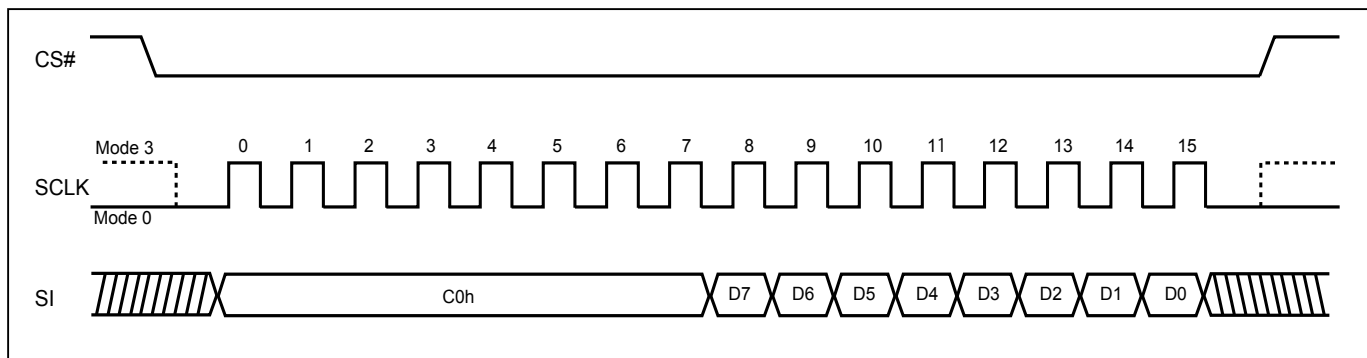 CS#
Mode 3
0 1 2 3 4 5 6 7 8 9 10 11 12 13 14 15
SCLK
Mode 0
SI
C0h D7 D6 D5 D4 D3 D2 D1 D0